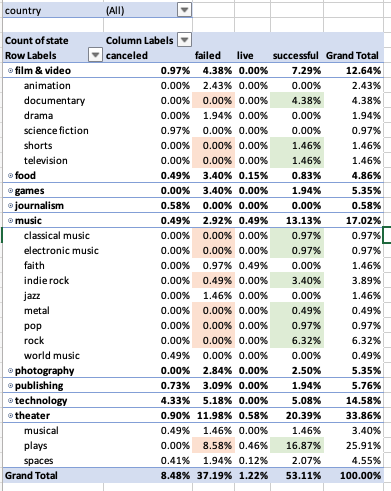 country (All)
Count of state Column Labels
Row Labels canceled failed live successful Grand Total
film & video 0.97% 4.38% 0.00% 7.29% 12.64%
animation 0.00% 2.43% 0.00% 0.00% 2.43%
documentary 0.00% 0.00% 0.00% 4.38% 4.38%
drama 0.00% 1.94% 0.00% 0.00% 1.94%
science fiction 0.97% 0.00% 0.00% 0.00% 0.97%
shorts 0.00% 0.00% 0.00% 1.46% 1.46%
television 0.00% 0.00% 0.00% 1.46% 1.46%
food 0.49% 3.40% 0.15% 0.83% 4.86%
games 0.00% 3.40% 0.00% 1.94% 5.35%
journalism 0.58% 0.00% 0.00% 0.00% 0.58%
music 0.49% 2.92% 0.49% 13.13% 17.02%
classical music 0.00% 0.00% 0.00% 0.97% 0.97%
electronic music 0.00% 0.00% 0.00% 0.97% 0.97%
faith 0.00% 0.97% 0.49% 0.00% 1.46%
indie rock 0.00% 0.49% 0.00% 3.40% 3.89%
jazz 0.00% 1.46% 0.00% 0.00% 1.46%
metal 0.00% 0.00% 0.00% 0.49% 0.49%
pop 0.00% 0.00% 0.00% 0.97% 0.97%
rock 0.00% 0.00% 0.00% 6.32% 6.32%
world music 0.49% 0.00% 0.00% 0.00% 0.49%
photography 0.00% 2.84% 0.00% 2.50% 5.35%
publishing 0.73% 3.09% 0.00% 1.94% 5.76%
technology 4.33% 5.18% 0.00% 5.08% 14.58%
theater 0.90% 11.98% 0.58% 20.39% 33.86%
musical 0.49% 1.46% 0.00% 1.46% 3.40%
plays 0.00% 8.58% 0.46% 16.87% 25.91%
spaces 0.41% 1.94% 0.12% 2.07% 4.55%
Grand Total 8.48% 37.19% 1.22% 53.11% 100.00%